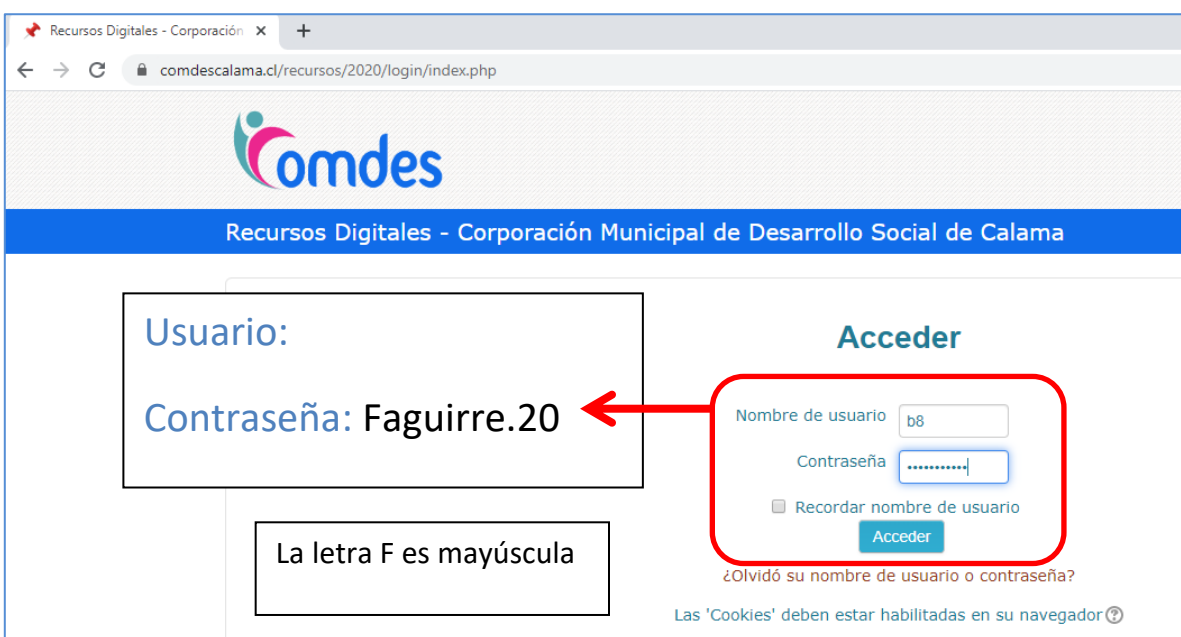 Recursos Digitales - Corporación
comdescalama.cl/recursos/2020/login/index.php
Comdes
Recursos Digitales - Corporación Municipal de Desarrollo Social de Calama
Usuario:
Contraseña: Faguirre.20
La letra F es mayúscula
Acceder
Nombre de usuario b8
Contraseña •••••••••••
Recordar nombre de usuario
Acceder
¿Olvidó su nombre de usuario o contraseña?
Las 'Cookies' deben estar habilitadas en su navegador